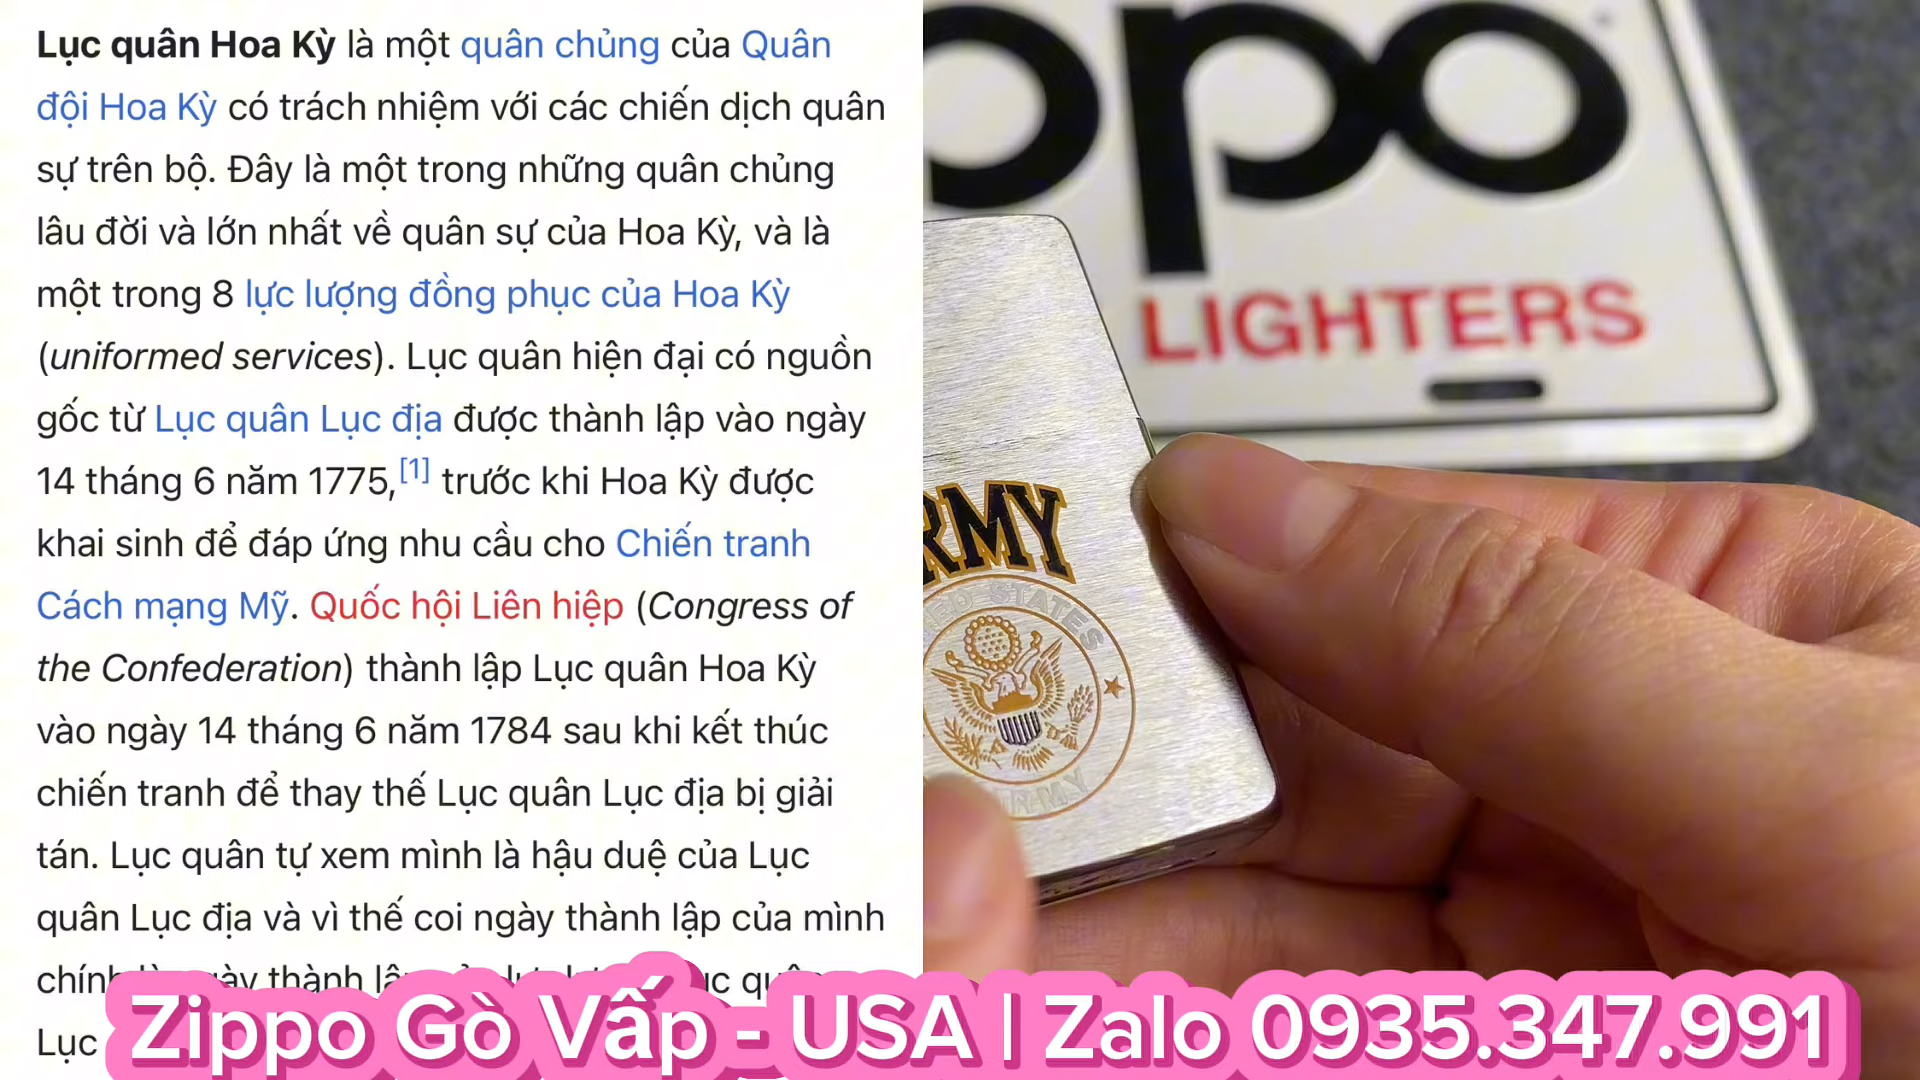 Lục quân Hoa Kỳ là một quân chủng của Quân
đội Hoa Kỳ có trách nhiệm với các chiến dịch quân
sự trên bộ. Đây là một trong những quân chủng
lâu đời và lớn nhất về quân sự của Hoa Kỳ, và là
một trong 8 lực lượng đồng phục của Hoa Kỳ
(uniformed services). Lục quân hiện đại có nguồn
gốc từ Lục quân Lục địa được thành lập vào ngày
14 tháng 6 năm 1775,[1] trước khi Hoa Kỳ được
khai sinh để đáp ứng nhu cầu cho Chiến tranh
Cách mạng Mỹ. Quốc hội Liên hiệp (Congress of
the Confederation) thành lập Lục quân Hoa Kỳ
vào ngày 14 tháng 6 năm 1784 sau khi kết thúc
chiến tranh để thay thế Lục quân Lục địa bị giải
tán. Lục quân tự xem mình là hậu duệ của Lục
quân Lục địa và vì thế coi ngày thành lập của mình
thành
Lục
ppo
LIGHTERS
RMY
STATES
Zippo Gò Vấp - USA | Zalo 0935.347.991